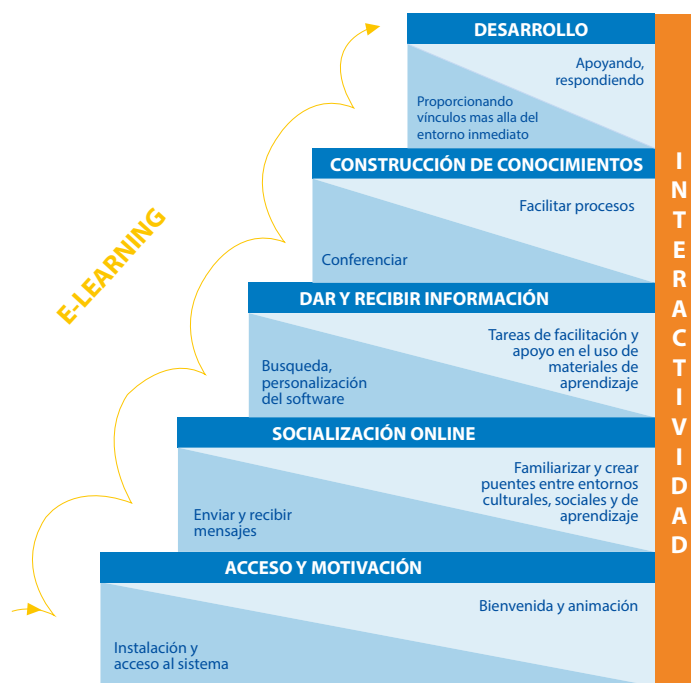 DESARROLLO
Apoyando,
respondiendo
Proporcionando
vínculos mas alla del
entorno inmediato
CONSTRUCCIÓN DE CONOCIMIENTOS
Facilitar procesos
Conferenciar
DAR Y RECIBIR INFORMACIÓN
Tareas de facilitación y
apoyo en el uso de
materiales de
aprendizaje
Busqueda,
personalización
del software
SOCIALIZACIÓN ONLINE
Familiarizar y crear
puentes entre entornos
culturales, sociales y de
aprendizaje
Enviar y recibir
mensajes
ACCESO Y MOTIVACIÓN
Bienvenida y animación
Instalación y
acceso al sistema
E-LEARNING
INTERACTIVIDAD